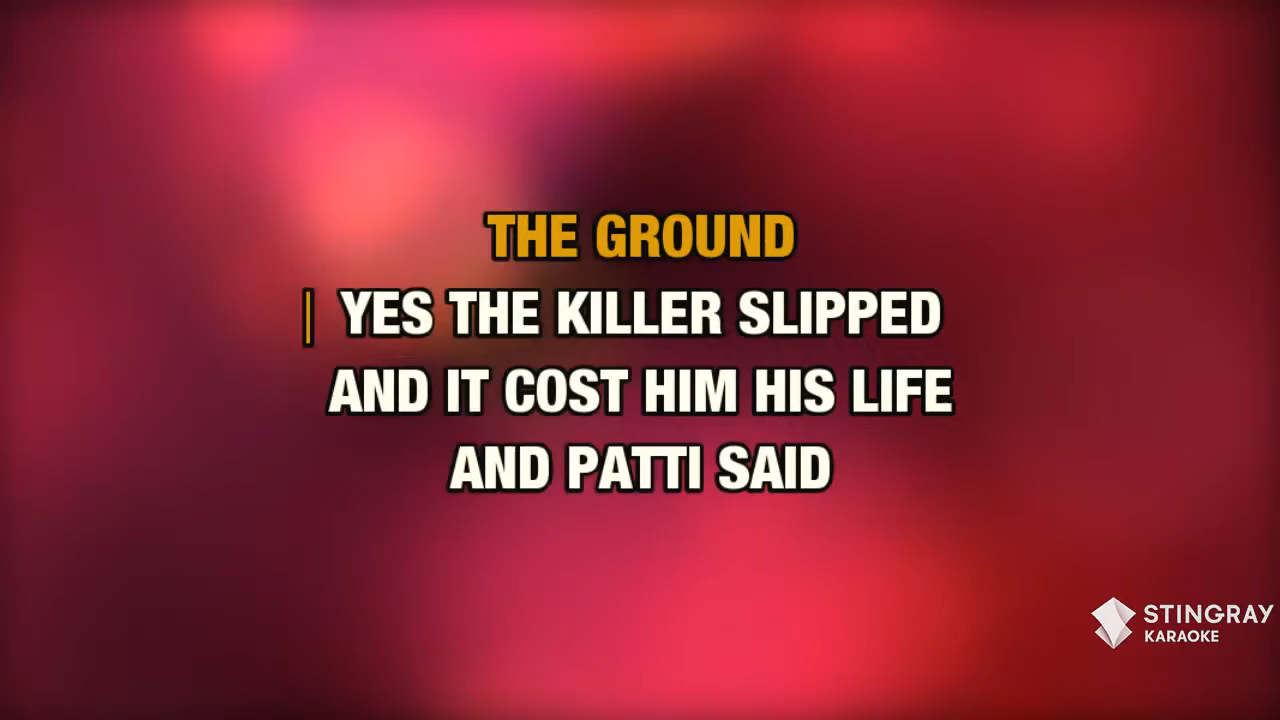 THE GROUND
YES THE KILLER SLIPPED
AND IT COST HIM HIS LIFE
AND PATTI SAID
STINGRAY
KARAOKE